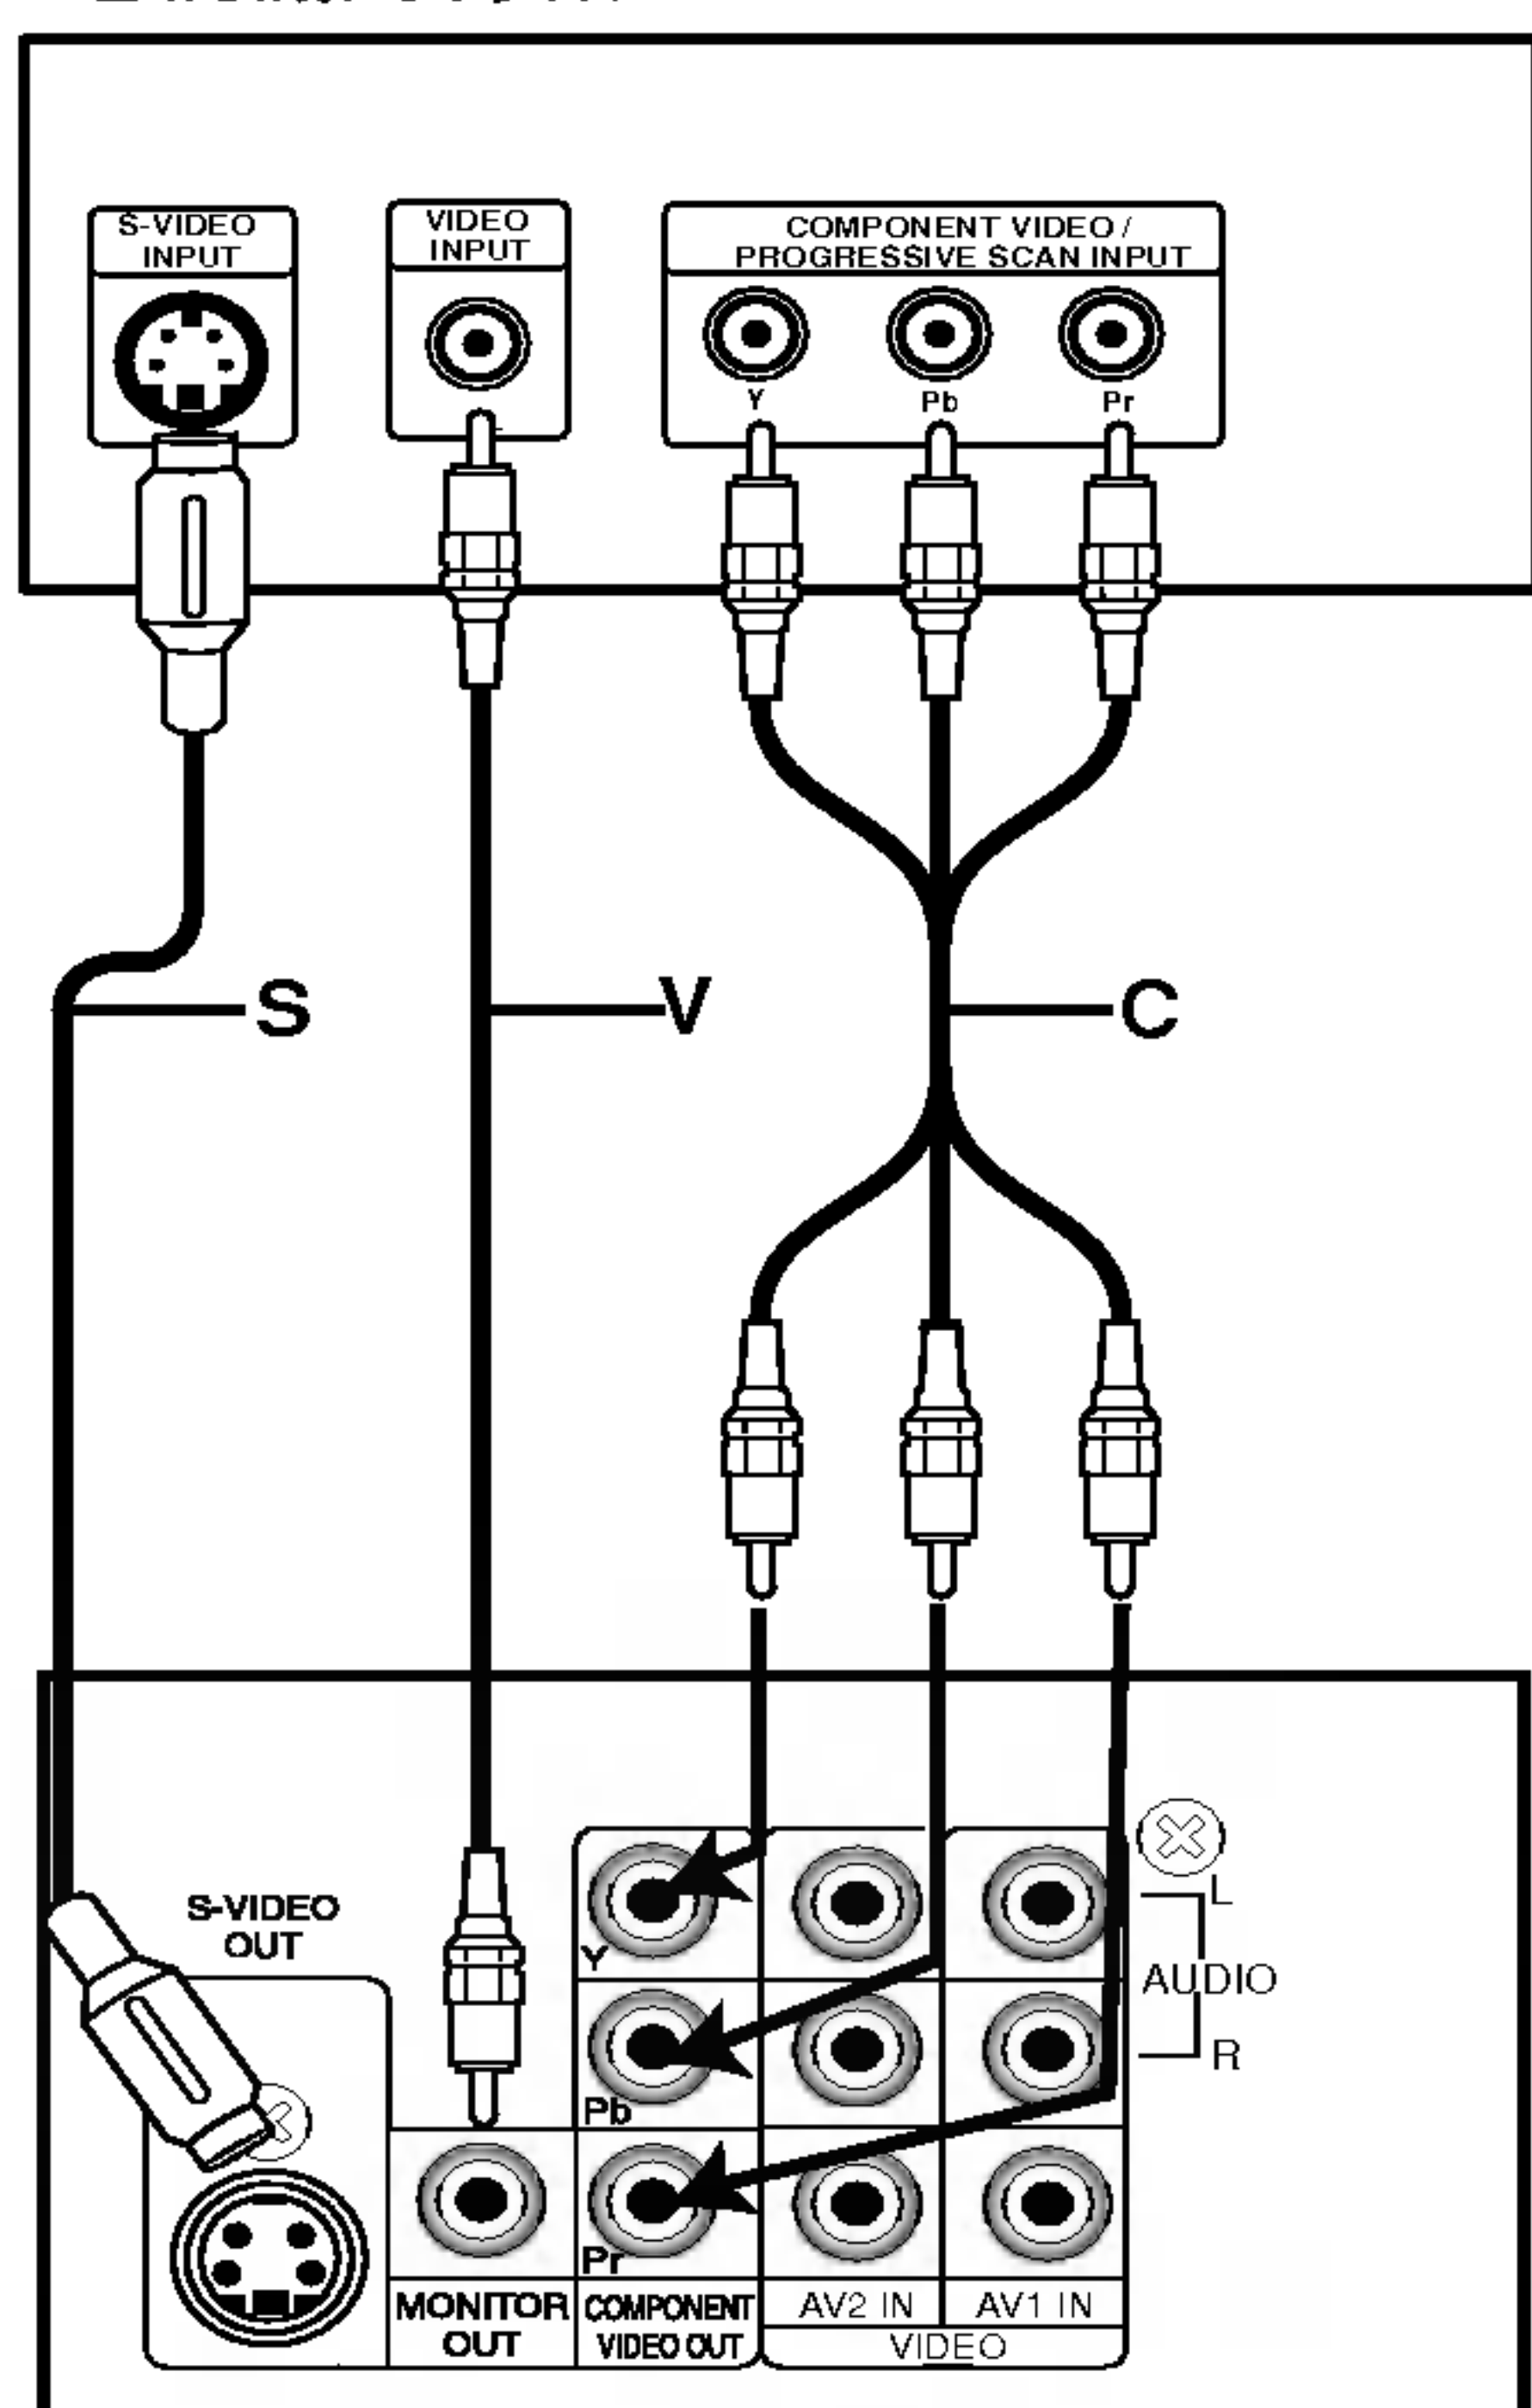 S-VIDEO
INPUT
VIDEO
INPUT
COMPONENT VIDEO /
PROGRESSIVE SCAN INPUT
Y
Pb
Pr
S
V
C
S-VIDEO
OUT
L
AUDIO
R
Y
Pb
Pr
MONITOR
OUT
COMPONENT
VIDEO OUT
AV2 IN
AV1 IN
VIDEO